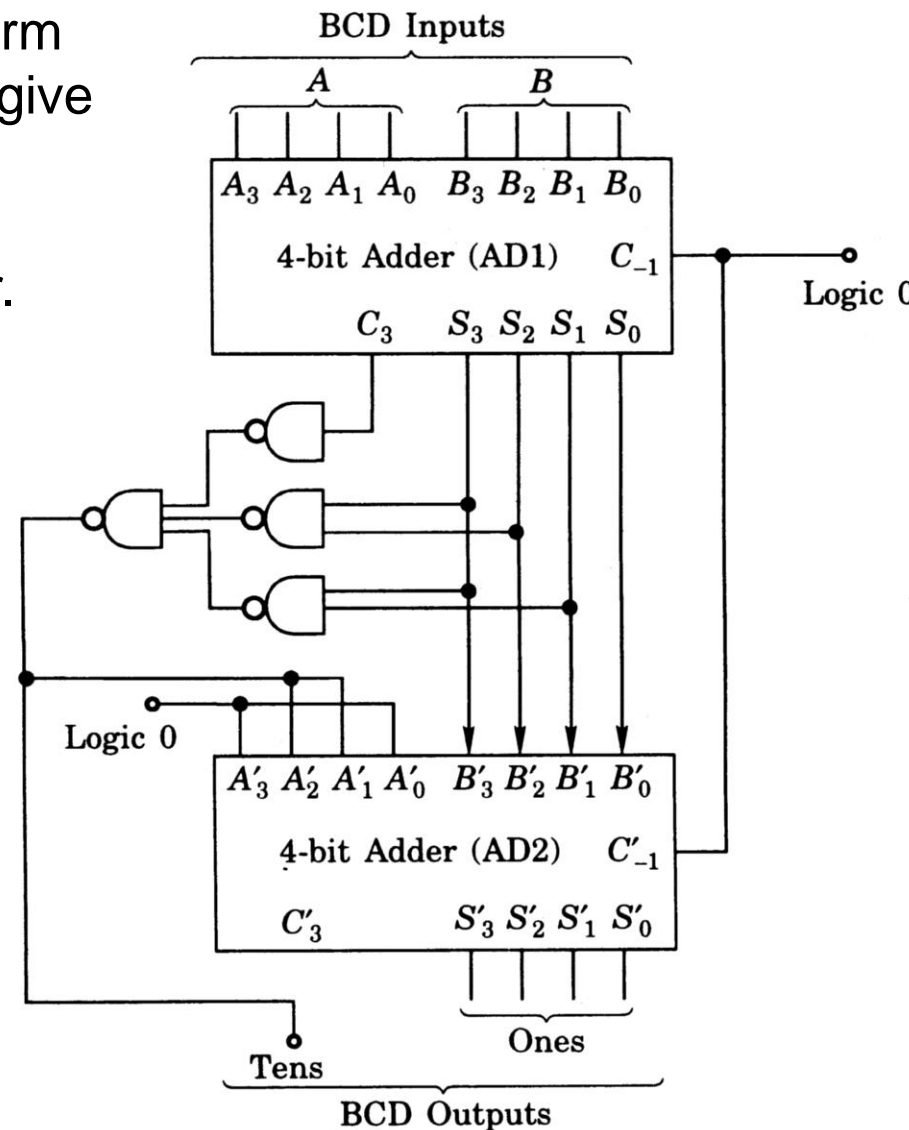 rm
give
r.
BCD Inputs
A B
A₃ A₂ A₁ A₀ B₃ B₂ B₁ B₀
4-bit Adder (AD1) C₋₁
Logic 0
C₃ S₃ S₂ S₁ S₀
Logic 0
A′₃ A′₂ A′₁ A′₀ B′₃ B′₂ B′₁ B′₀
4-bit Adder (AD2) C′₋₁
C′₃ S′₃ S′₂ S′₁ S′₀
Ones
Tens
BCD Outputs